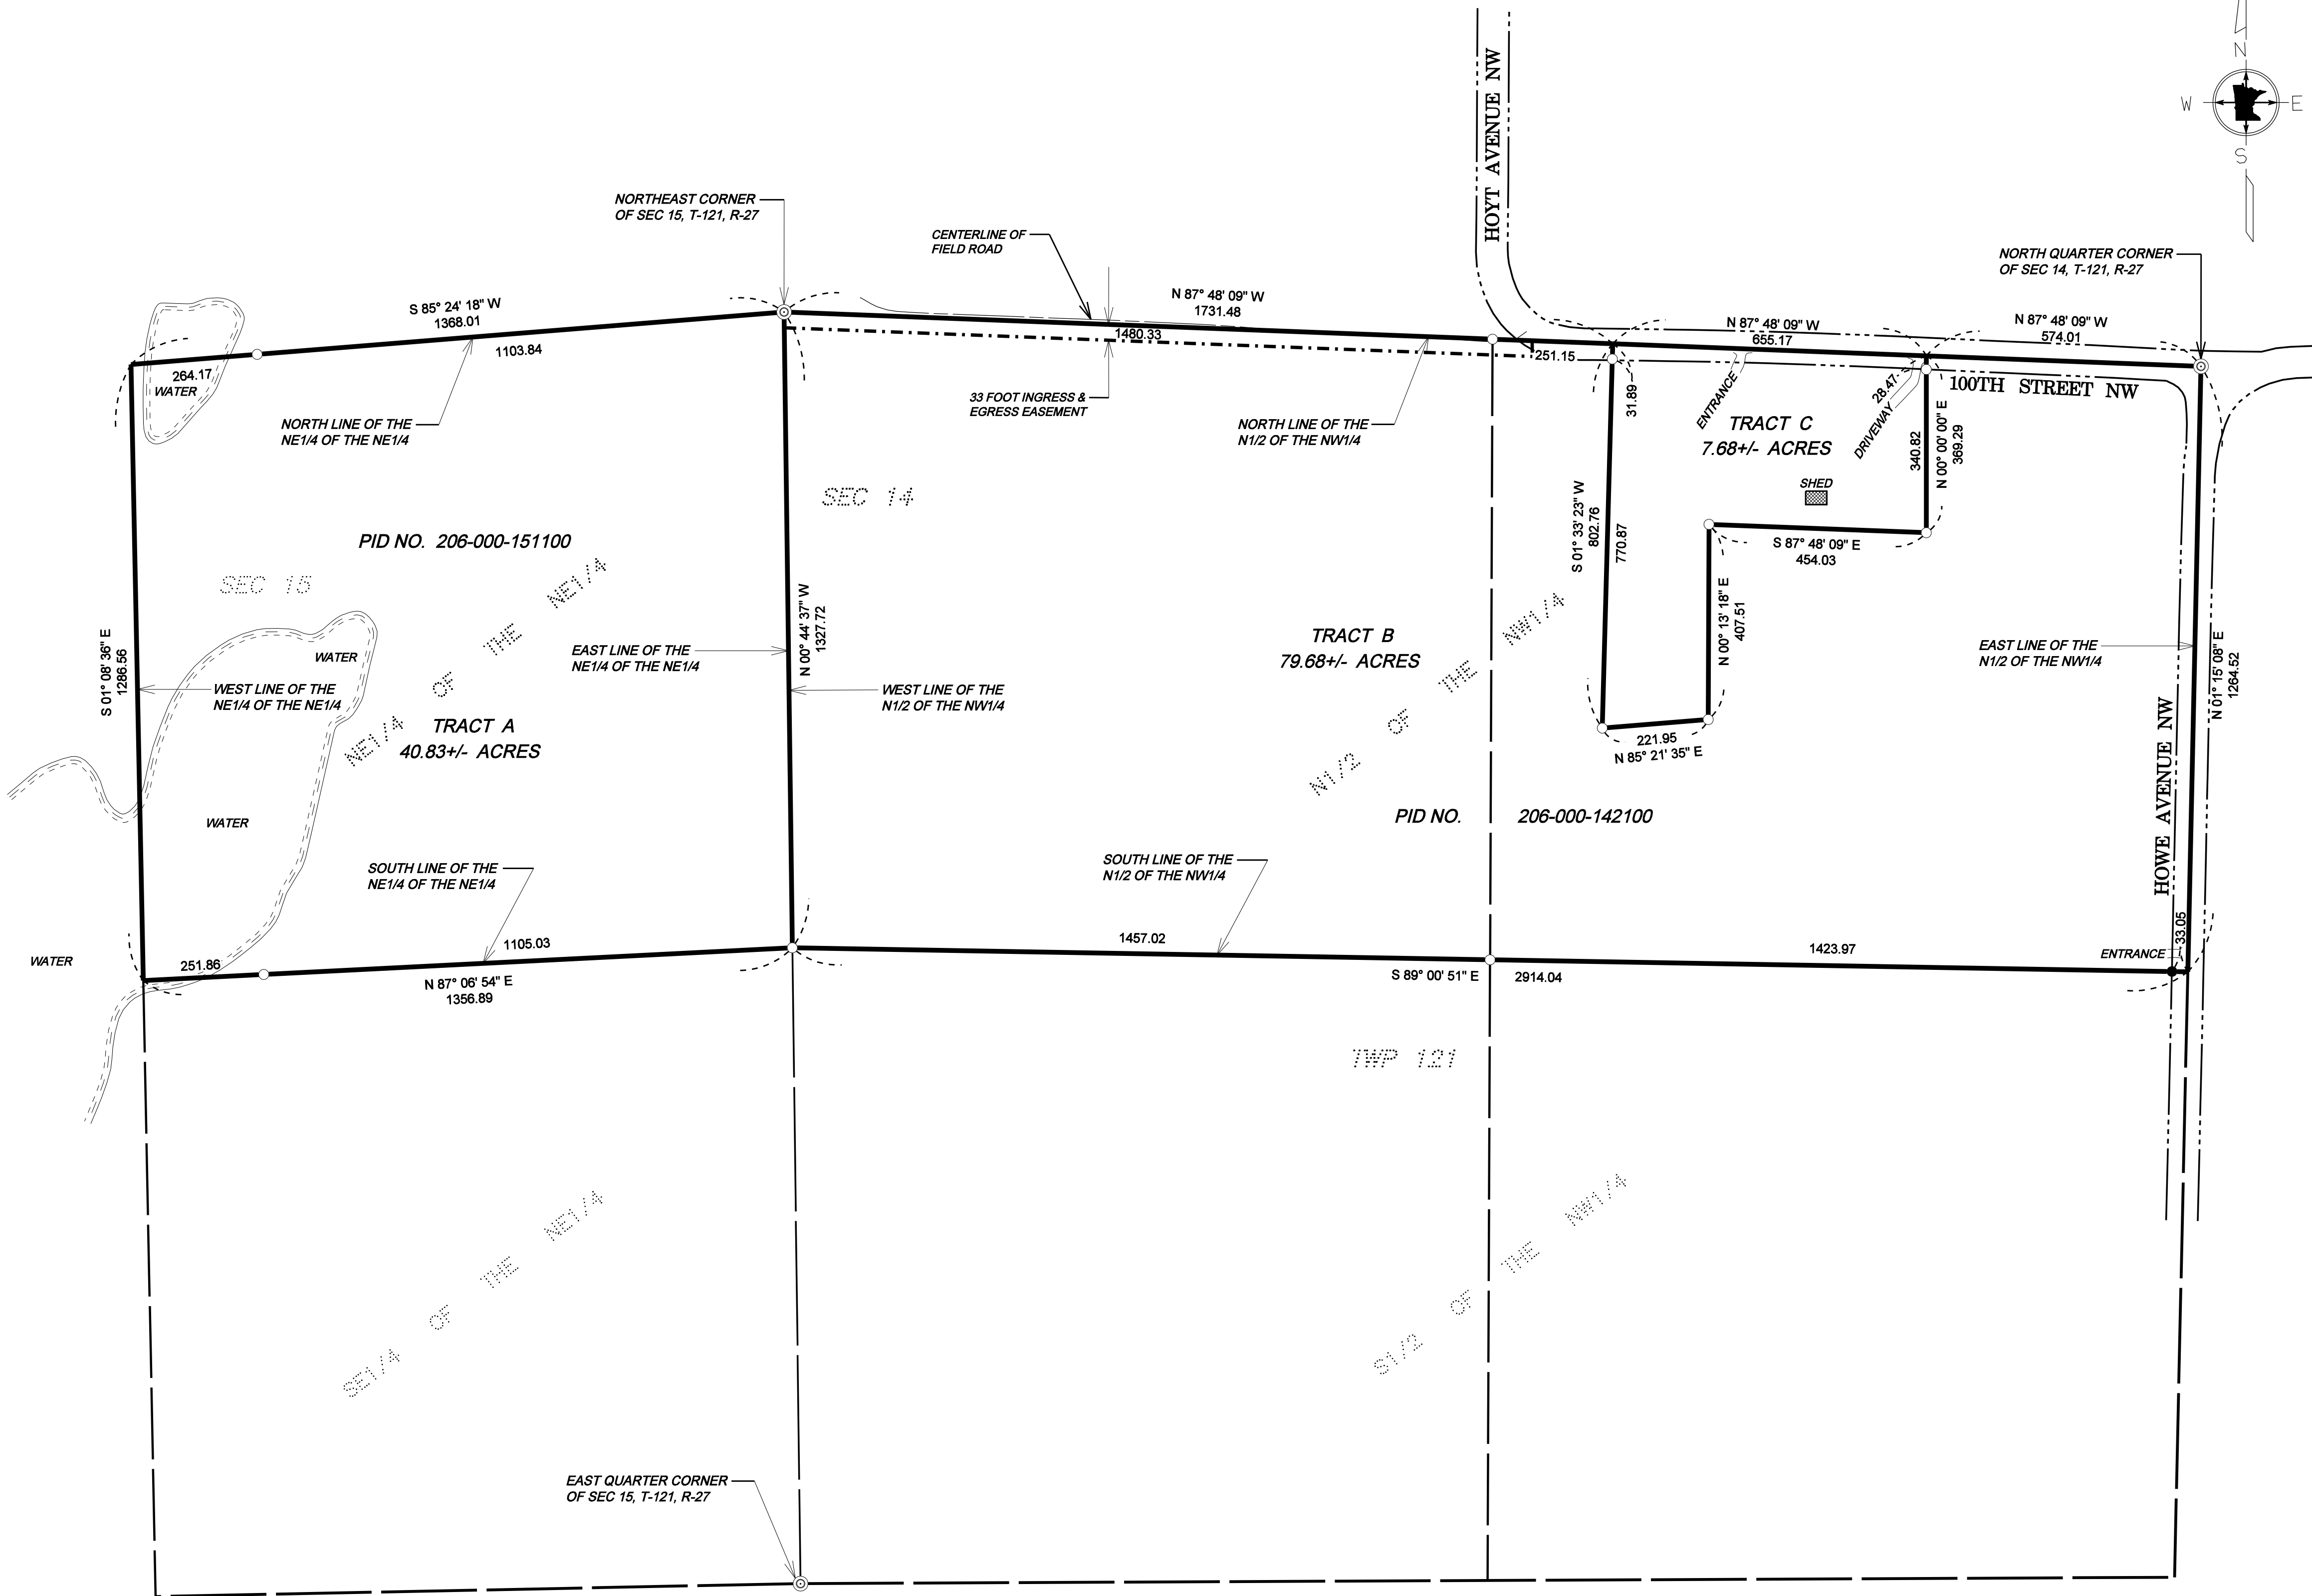 N
W
E
S
HOYT AVENUE NW
NORTHEAST CORNER
OF SEC 15, T-121, R-27
CENTERLINE OF
FIELD ROAD
NORTH QUARTER CORNER
OF SEC 14, T-121, R-27
S 85° 24' 18" W
1368.01
1103.84
264.17
WATER
N 87° 48' 09" W
1731.48
1480.33
251.15
N 87° 48' 09" W
655.17
N 87° 48' 09" W
574.01
100TH STREET NW
33 FOOT INGRESS &
EGRESS EASEMENT
NORTH LINE OF THE
NE1/4 OF THE NE1/4
NORTH LINE OF THE
N1/2 OF THE NW1/4
31.89
ENTRANCE
28.47
DRIVEWAY
TRACT C
7.68+/- ACRES
340.82
N 00° 00' 00" E
369.29
SHED
SEC 14
PID NO. 206-000-151100
SEC 15
NE1/4 OF THE NE1/4
S 01° 33' 23" W
802.76
770.87
S 87° 48' 09" E
454.03
N 00° 13' 18" E
407.51
N 00° 44' 37" W
1327.72
EAST LINE OF THE
NE1/4 OF THE NE1/4
TRACT B
79.68+/- ACRES
N1/2 OF THE NW1/4
EAST LINE OF THE
N1/2 OF THE NW1/4
N 01° 15' 08" E
1264.52
S 01° 08' 36" E
1286.56
WATER
WEST LINE OF THE
NE1/4 OF THE NE1/4
WEST LINE OF THE
N1/2 OF THE NW1/4
TRACT A
40.83+/- ACRES
221.95
N 85° 21' 35" E
HOWE AVENUE NW
WATER
PID NO. 206-000-142100
SOUTH LINE OF THE
NE1/4 OF THE NE1/4
SOUTH LINE OF THE
N1/2 OF THE NW1/4
WATER
251.86
1105.03
N 87° 06' 54" E
1356.89
1457.02
1423.97
S 89° 00' 51" E 2914.04
ENTRANCE
33.05
TWP 121
SE1/4 OF THE NE1/4
S1/2 OF THE NW1/4
EAST QUARTER CORNER
OF SEC 15, T-121, R-27